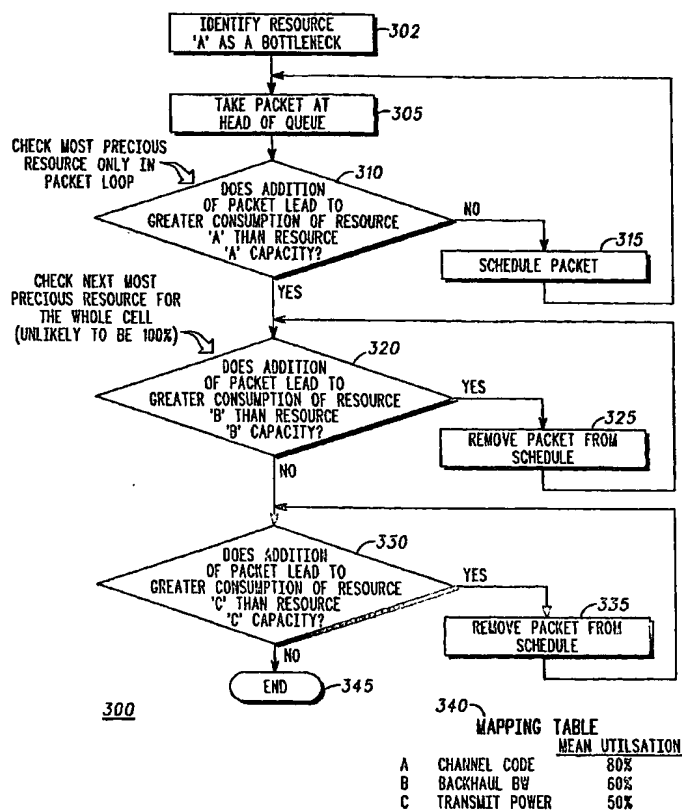 IDENTIFY RESOURCE
'A' AS A BOTTLENECK
302
TAKE PACKET AT
HEAD OF QUEUE
305
CHECK MOST PRECIOUS
RESOURCE ONLY IN
PACKET LOOP
310
DOES ADDITION
OF PACKET LEAD TO
GREATER CONSUMPTION OF RESOURCE
'A' THAN RESOURCE
'A' CAPACITY?
NO
315
SCHEDULE PACKET
YES
CHECK NEXT MOST
PRECIOUS RESOURCE FOR
THE WHOLE CELL
(UNLIKELY TO BE 100%)
320
DOES ADDITION
OF PACKET LEAD TO
GREATER CONSUMPTION OF RESOURCE
'B' THAN RESOURCE
'B' CAPACITY?
YES
325
REMOVE PACKET FROM
SCHEDULE
NO
330
DOES ADDITION
OF PACKET LEAD TO
GREATER CONSUMPTION OF RESOURCE
'C' THAN RESOURCE
'C' CAPACITY?
YES
335
REMOVE PACKET FROM
SCHEDULE
NO
END
345
300
340
MAPPING TABLE
MEAN UTILSATION
A CHANNEL CODE 80%
B BACKHAUL BW 60%
C TRANSMIT POWER 50%